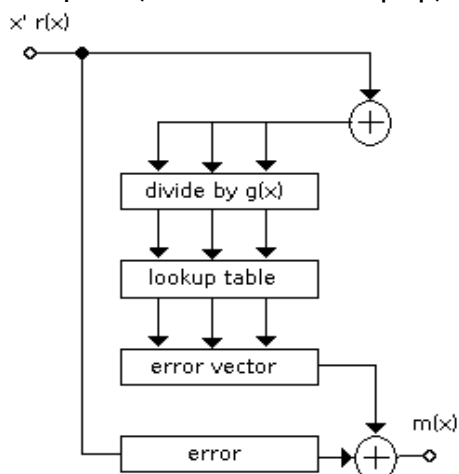 x' r(x)
divide by g(x)
lookup table
error vector
m(x)
error